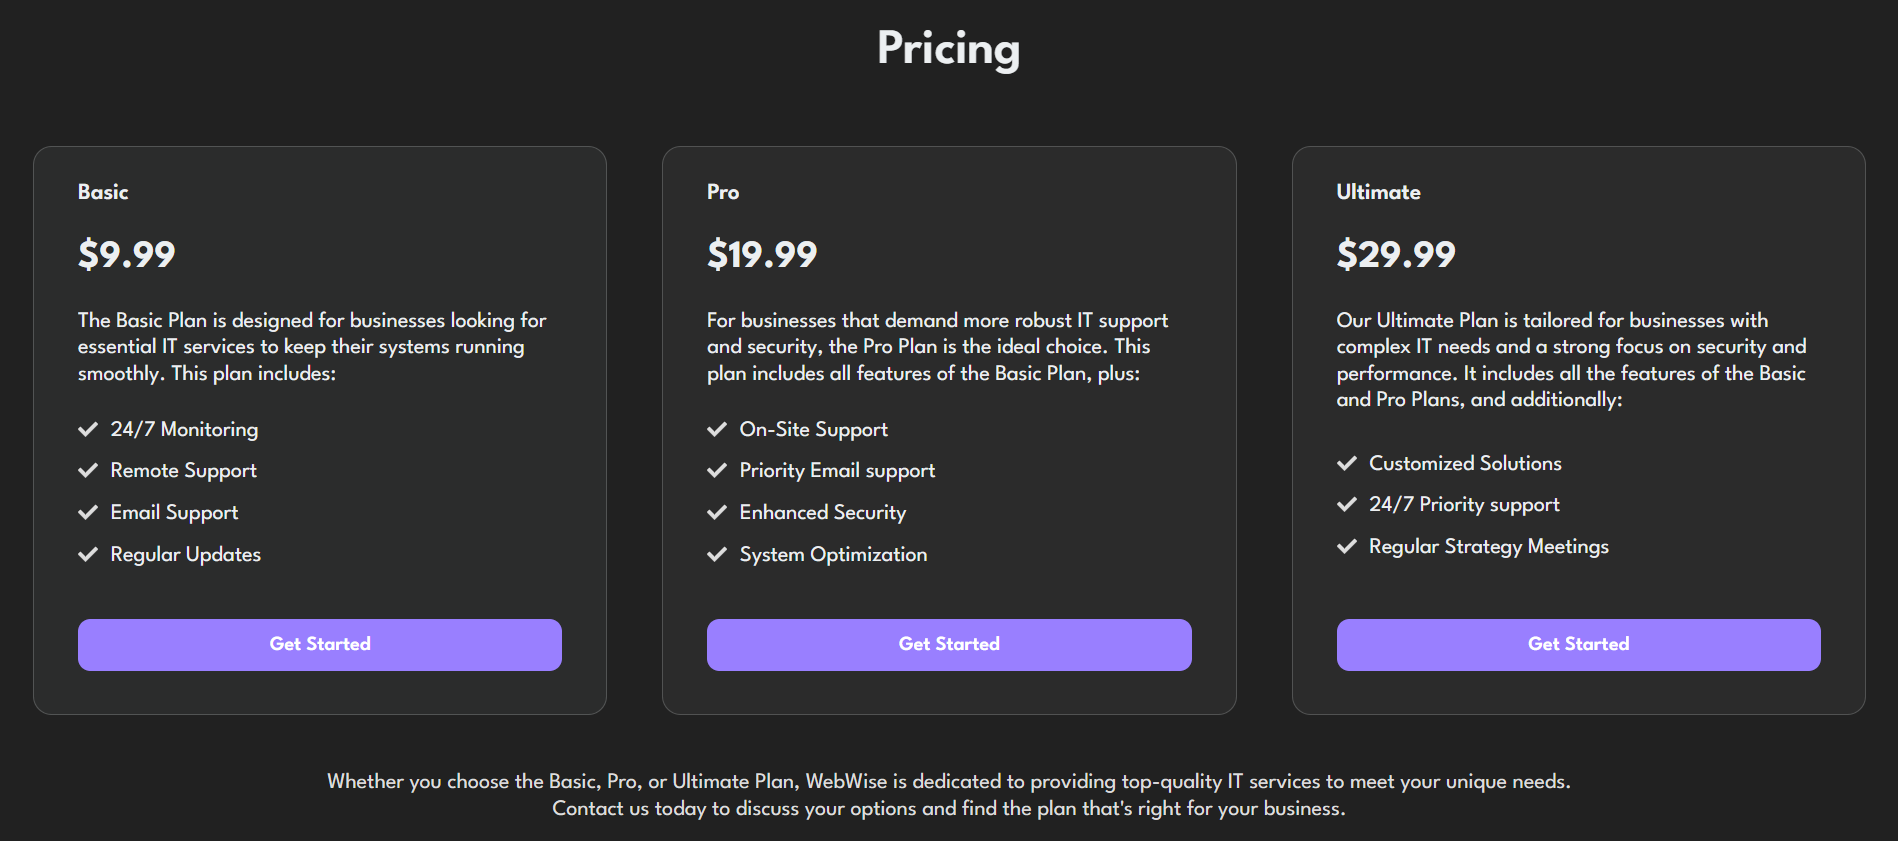 Pricing
Basic
$9.99
The Basic Plan is designed for businesses looking for
essential IT services to keep their systems running
smoothly. This plan includes:
24/7 Monitoring
Remote Support
Email Support
Regular Updates
Get Started
Pro
$19.99
For businesses that demand more robust IT support
and security, the Pro Plan is the ideal choice. This
plan includes all features of the Basic Plan, plus:
On-Site Support
Priority Email support
Enhanced Security
System Optimization
Get Started
Ultimate
$29.99
Our Ultimate Plan is tailored for businesses with
complex IT needs and a strong focus on security and
performance. It includes all the features of the Basic
and Pro Plans, and additionally:
Customized Solutions
24/7 Priority support
Regular Strategy Meetings
Get Started
Whether you choose the Basic, Pro, or Ultimate Plan, WebWise is dedicated to providing top-quality IT services to meet your unique needs.
Contact us today to discuss your options and find the plan that's right for your business.